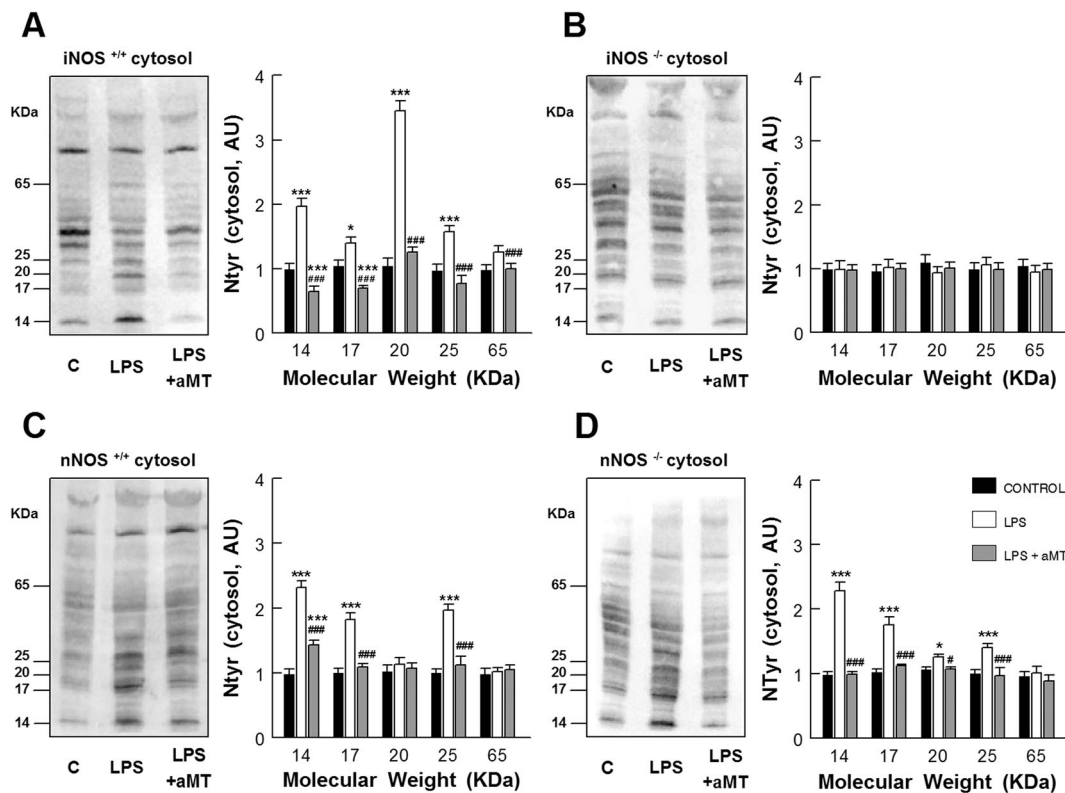 A
iNOS +/+ cytosol
KDa
65
25
20
17
14
C
LPS
LPS
+aMT
Ntyr (cytosol, AU)
4
3
2
1
0
***
***
###
*
***
###
***
###
***
###
###
14 17 20 25 65
Molecular Weight (KDa)
B
iNOS -/- cytosol
KDa
65
25
20
17
14
C
LPS
LPS
+aMT
Ntyr (cytosol, AU)
4
3
2
1
0
14 17 20 25 65
Molecular Weight (KDa)
C
nNOS +/+ cytosol
KDa
65
25
20
17
14
C
LPS
LPS
+aMT
Ntyr (cytosol, AU)
4
3
2
1
0
***
***
###
***
###
***
###
14 17 20 25 65
Molecular Weight (KDa)
D
nNOS -/- cytosol
KDa
65
25
20
17
14
C
LPS
LPS
+aMT
NTyr (cytosol, AU)
4
3
2
1
0
***
###
***
###
*
#
***
###
14 17 20 25 65
Molecular Weight (KDa)
CONTROL
LPS
LPS + aMT